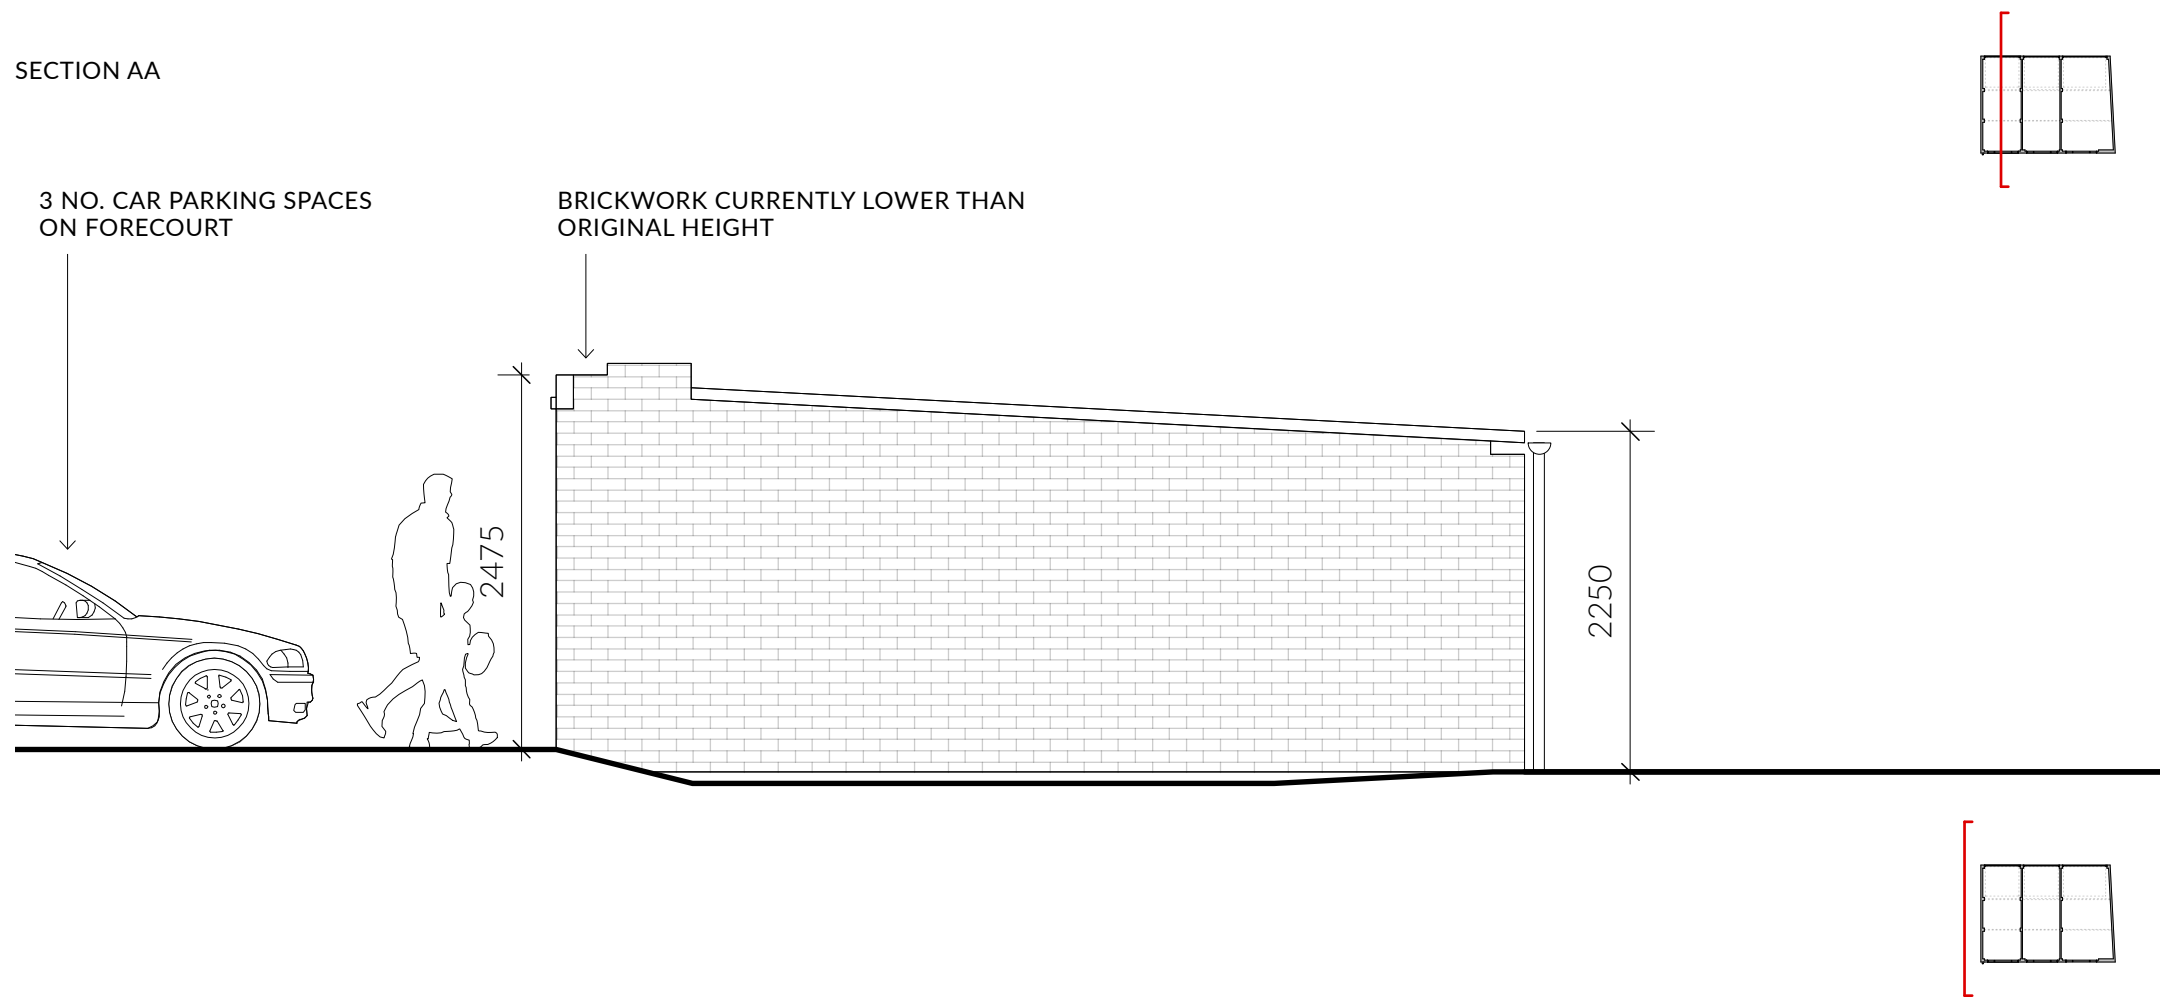 SECTION AA
3 NO. CAR PARKING SPACES
ON FORECOURT
BRICKWORK CURRENTLY LOWER THAN
ORIGINAL HEIGHT
2475
2250